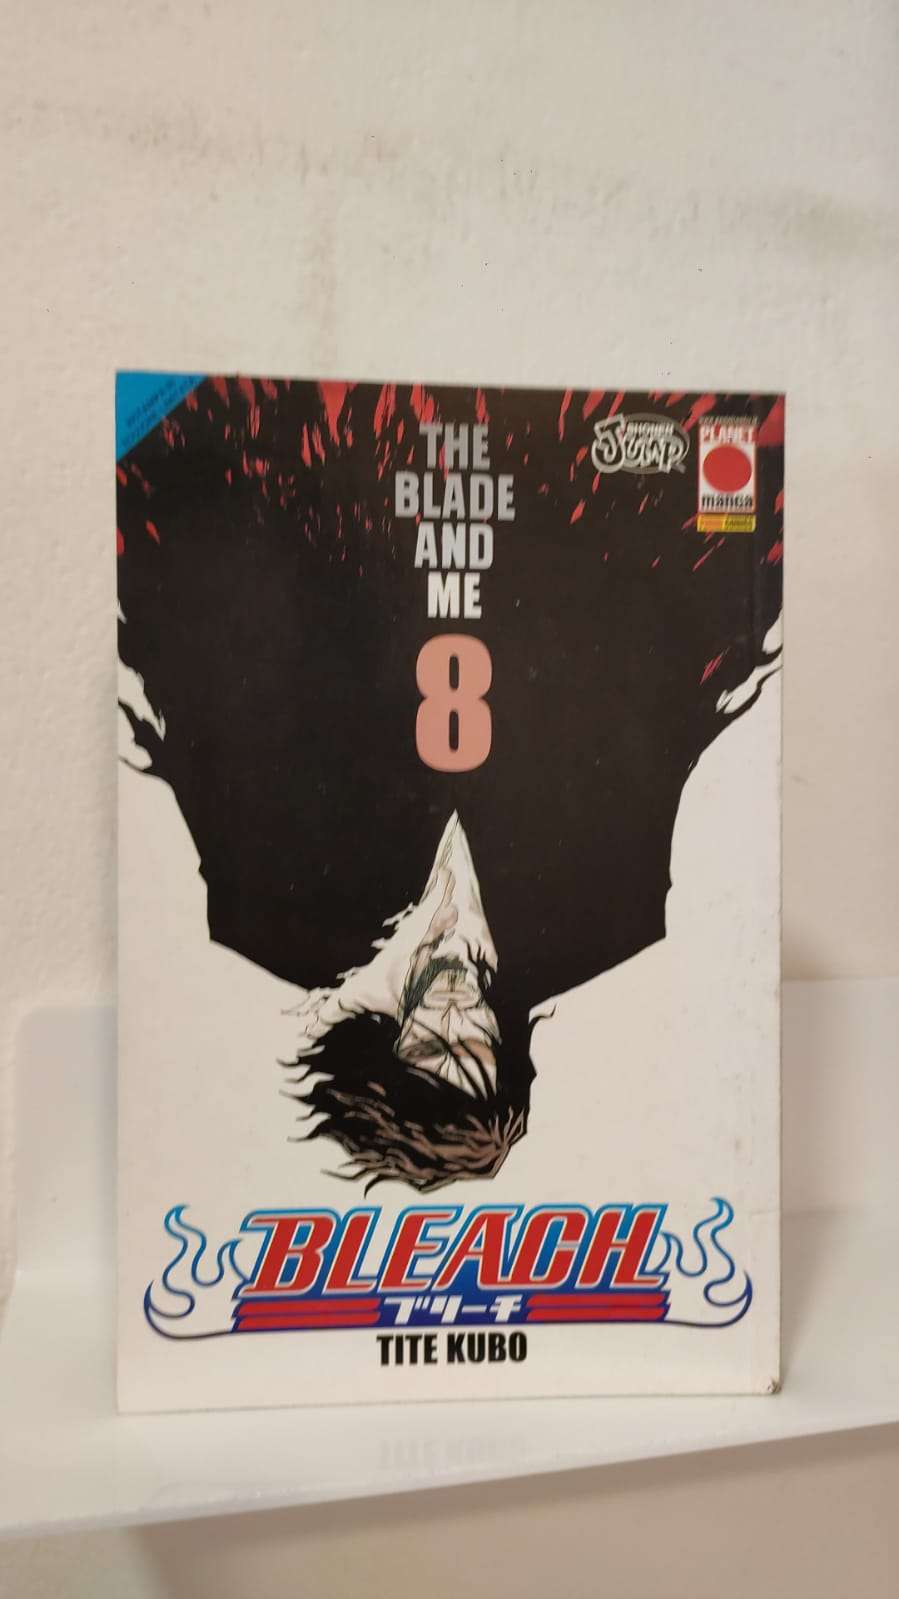 THE
BLADE
AND
ME
8
SHONEN
JUMP
PLANET
manga
BLEACH
ブリーチ
TITE KUBO